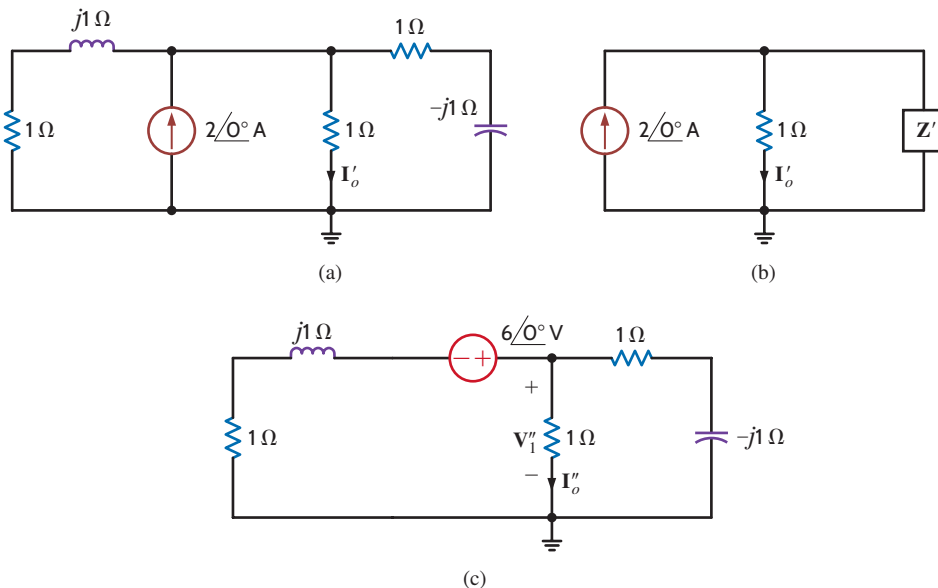 j1 Ω
1 Ω
1 Ω
2/0° A
1 Ω
−j1 Ω
I′o
(a)
2/0° A
1 Ω
Z′
I′o
(b)
j1 Ω
6/0° V
− +
1 Ω
1 Ω
+
V″1
1 Ω
−
I″o
−j1 Ω
(c)